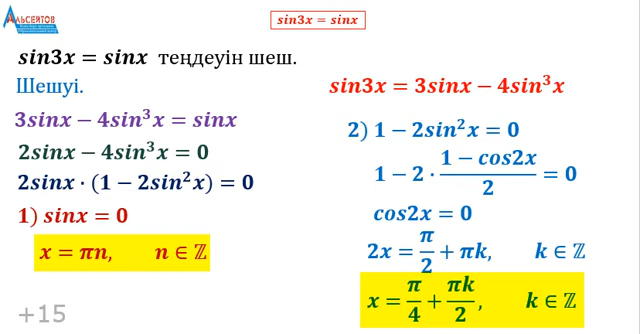 АЛЬСЕИТОВ
sin3x = sinx
sin3x = sinx теңдеуін шеш.
Шешуі.
3sinx − 4sin³x = sinx
2sinx − 4sin³x = 0
2sinx · (1 − 2sin²x) = 0
1) sinx = 0
x = πn, n ∈ ℤ
+15
sin3x = 3sinx − 4sin³x
2) 1 − 2sin²x = 0
1 − 2 · (1 − cos2x)/2 = 0
cos2x = 0
2x = π/2 + πk, k ∈ ℤ
x = π/4 + πk/2, k ∈ ℤ